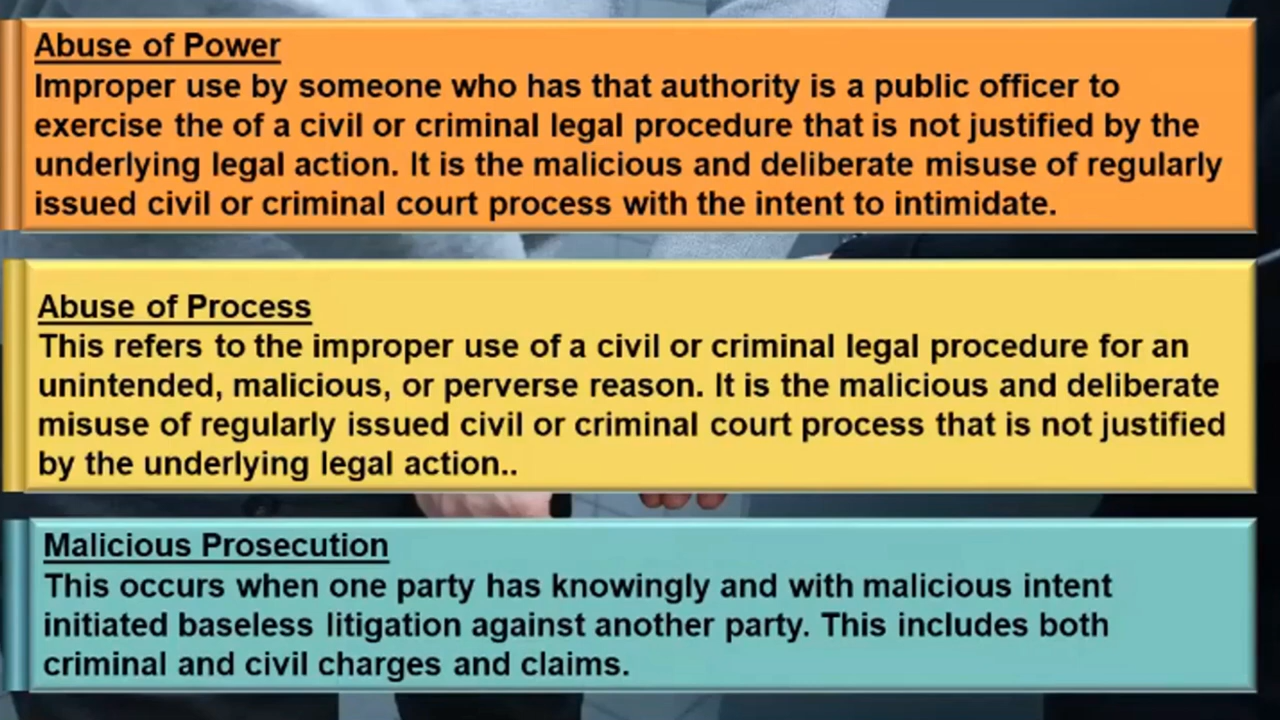 Abuse of Power
Improper use by someone who has that authority is a public officer to
exercise the of a civil or criminal legal procedure that is not justified by the
underlying legal action. It is the malicious and deliberate misuse of regularly
issued civil or criminal court process with the intent to intimidate.
Abuse of Process
This refers to the improper use of a civil or criminal legal procedure for an
unintended, malicious, or perverse reason. It is the malicious and deliberate
misuse of regularly issued civil or criminal court process that is not justified
by the underlying legal action..
Malicious Prosecution
This occurs when one party has knowingly and with malicious intent
initiated baseless litigation against another party. This includes both
criminal and civil charges and claims.